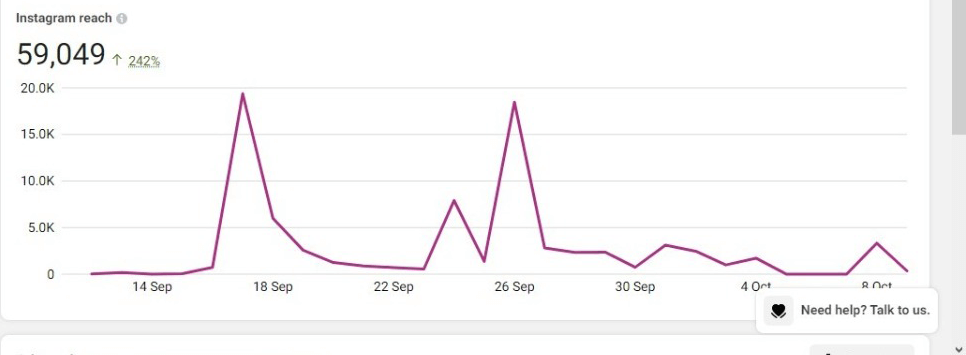 Instagram reach
59,049 ↑ 242%
20.0K
15.0K
10.0K
5.0K
0
14 Sep 18 Sep 22 Sep 26 Sep 30 Sep 4 Oct 8 Oct
Need help? Talk to us.